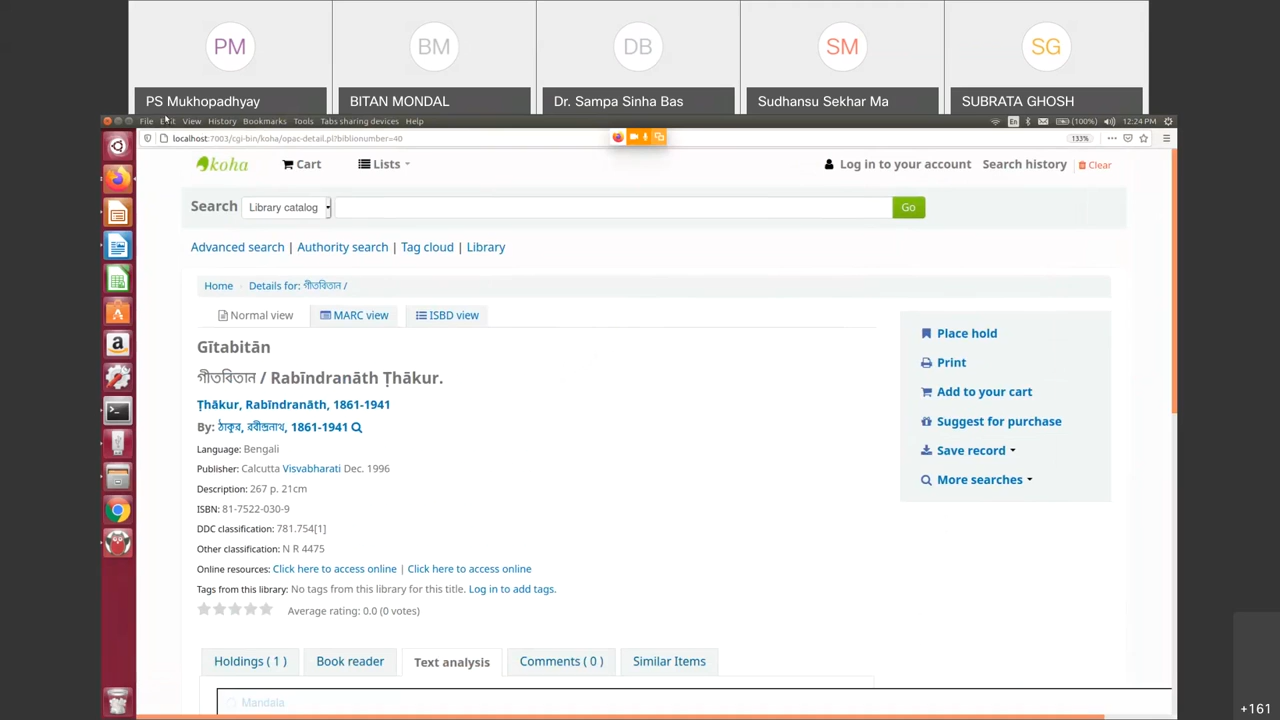 PM
BM
DB
SM
SG
PS Mukhopadhyay
BITAN MONDAL
Dr. Sampa Sinha Bas
Sudhansu Sekhar Ma
SUBRATA GHOSH
File Edit View History Bookmarks Tools Tabs sharing devices Help
En
(100%)
12:24 PM
localhost:7003/cgi-bin/koha/opac-detail.pl?biblionumber=40
133%
koha Cart Lists
Log in to your account Search history Clear
Search Library catalog Go
Advanced search | Authority search | Tag cloud | Library
Home Details for: গীতবিতান /
Normal view MARC view ISBD view
Gītabitān
গীতবিতান / Rabīndranāth Ṭhākur.
Ṭhākur, Rabīndranāth, 1861-1941
By: ঠাকুর, রবীন্দ্রনাথ, 1861-1941
Language: Bengali
Publisher: Calcutta Visvabharati Dec. 1996
Description: 267 p. 21cm
ISBN: 81-7522-030-9
DDC classification: 781.754[1]
Other classification: N R 4475
Online resources: Click here to access online | Click here to access online
Tags from this library: No tags from this library for this title. Log in to add tags.
Average rating: 0.0 (0 votes)
Place hold
Print
Add to your cart
Suggest for purchase
Save record
More searches
Holdings ( 1 ) Book reader Text analysis Comments ( 0 ) Similar Items
Mandala
+161